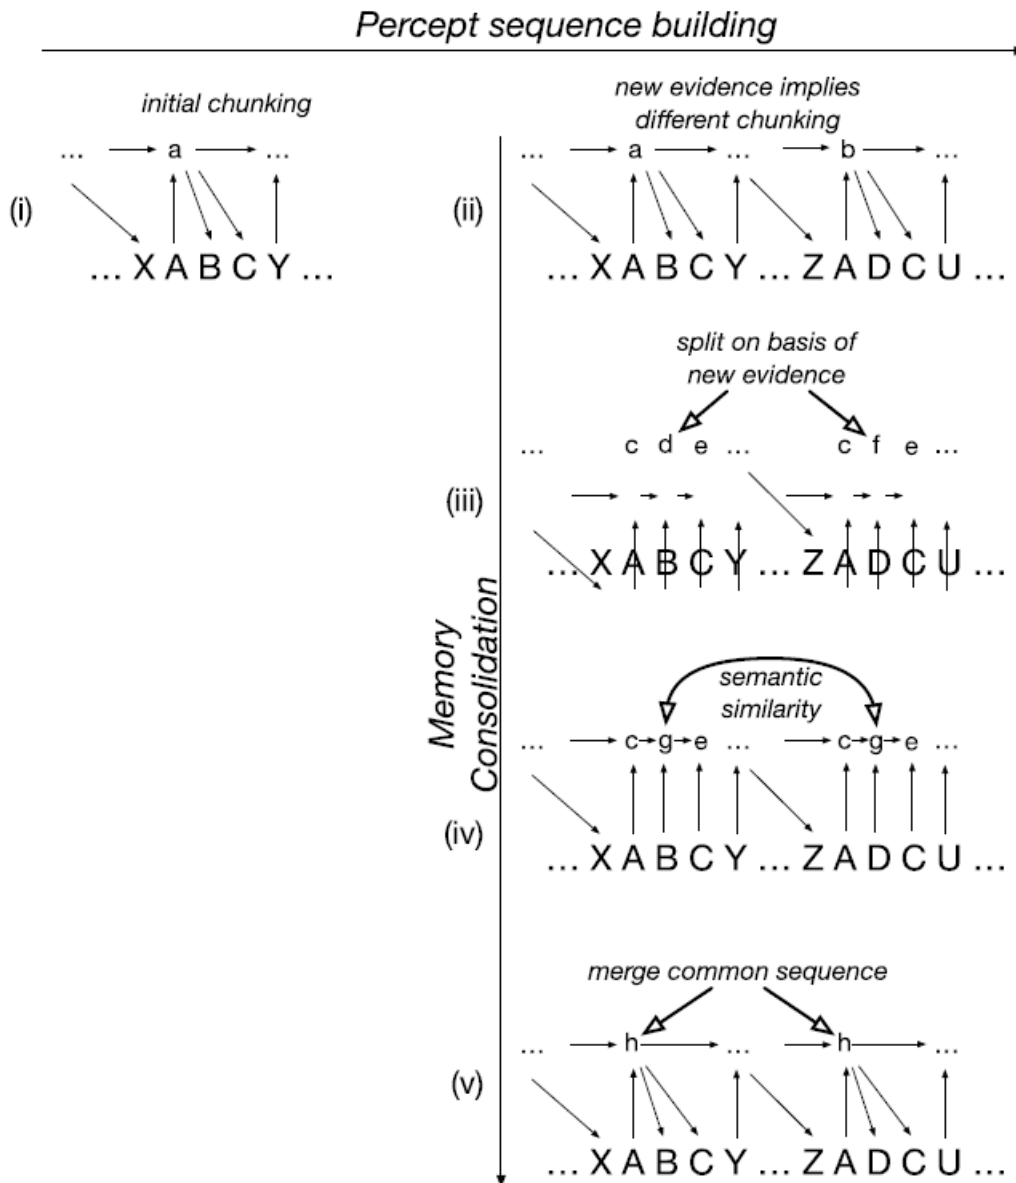 Percept sequence building
initial chunking
... a ...
(i)
... X A B C Y ...
new evidence implies
different chunking
... a ... b ...
(ii)
... X A B C Y ... Z A D C U ...
split on basis of
new evidence
... c d e ... c f e ...
(iii)
... X A B C Y ... Z A D C U ...
Memory
Consolidation
semantic
similarity
... c g e ... c g e ...
(iv)
... X A B C Y ... Z A D C U ...
merge common sequence
... h ... h ...
(v)
... X A B C Y ... Z A D C U ...